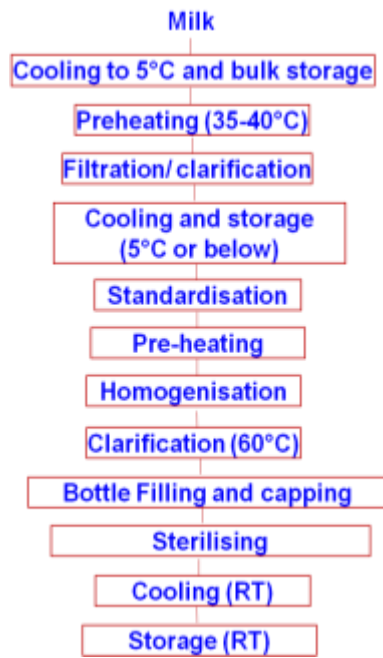 Milk
Cooling to 5°C and bulk storage
Preheating (35-40°C)
Filtration/ clarification
Cooling and storage
(5°C or below)
Standardisation
Pre-heating
Homogenisation
Clarification (60°C)
Bottle Filling and capping
Sterilising
Cooling (RT)
Storage (RT)